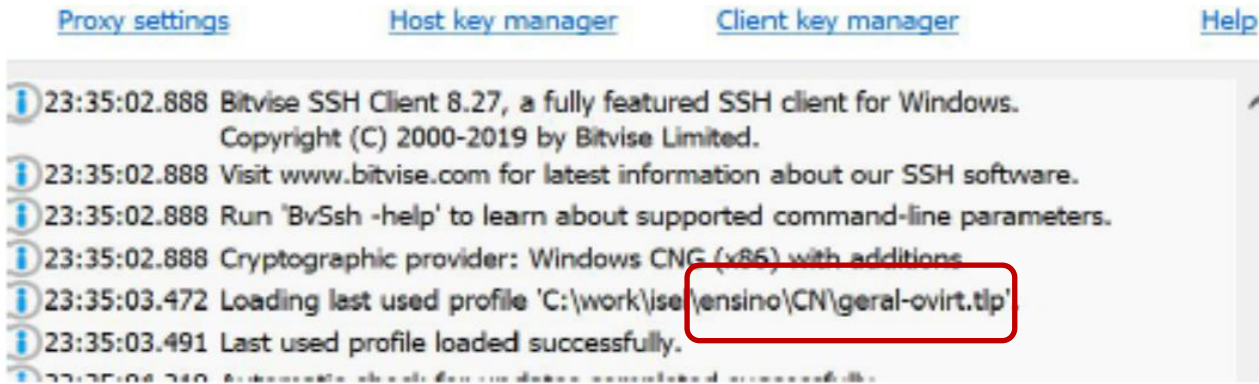 Proxy settings Host key manager Client key manager Help
23:35:02.888 Bitvise SSH Client 8.27, a fully featured SSH client for Windows.
Copyright (C) 2000-2019 by Bitvise Limited.
23:35:02.888 Visit www.bitvise.com for latest information about our SSH software.
23:35:02.888 Run 'BvSsh -help' to learn about supported command-line parameters.
23:35:02.888 Cryptographic provider: Windows CNG (x86) with additions
23:35:03.472 Loading last used profile 'C:\work\isel\ensino\CN\geral-ovirt.tlp'.
23:35:03.491 Last used profile loaded successfully.